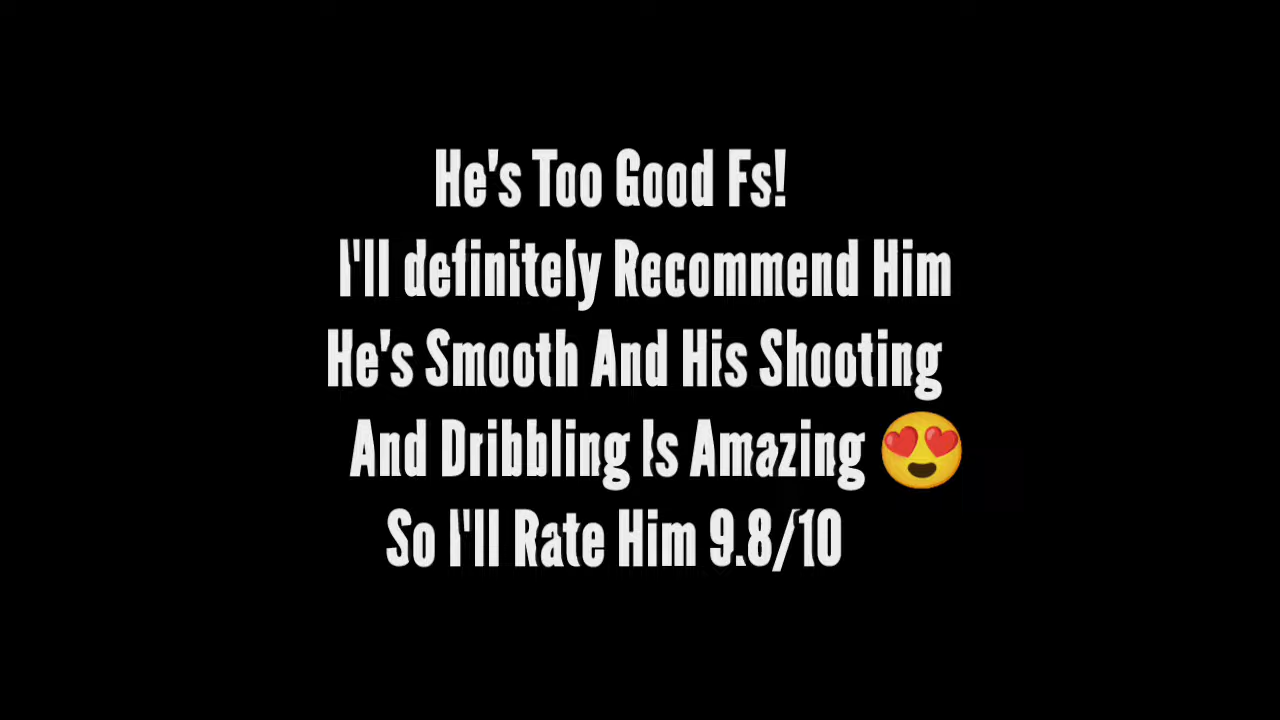 He's Too Good Fs!
I'll definitely Recommend Him
He's Smooth And His Shooting
And Dribbling Is Amazing 😍
So I'll Rate Him 9.8/10